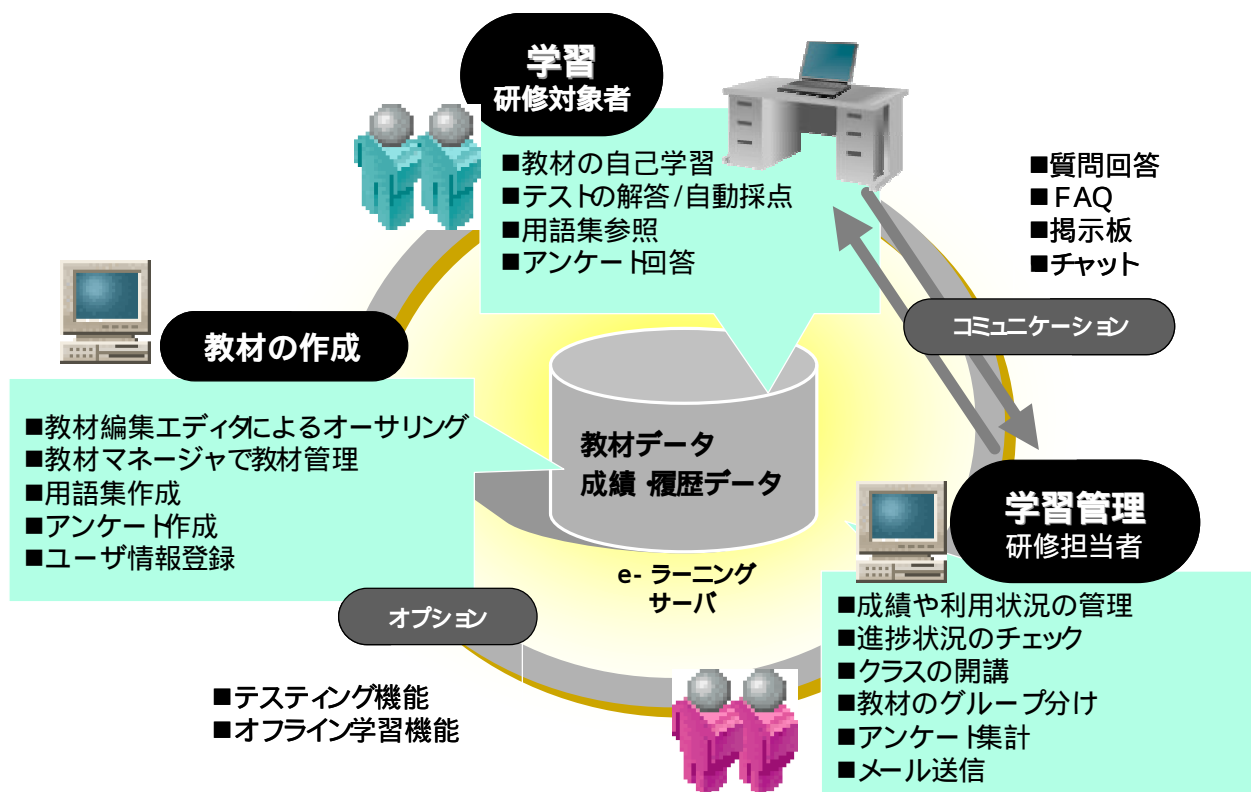 学習
研修対象者
■教材の自己学習
■テストの解答/自動採点
■用語集参照
■アンケート回答
■質問回答
■FAQ
■掲示板
■チャット
コミュニケーション
教材の作成
■教材編集エディタによるオーサリング
■教材マネージャで教材管理
■用語集作成
■アンケート作成
■ユーザ情報登録
教材データ
成績・履歴データ
e-ラーニング
サーバ
学習管理
研修担当者
■成績や利用状況の管理
■進捗状況のチェック
■クラスの開講
■教材のグループ分け
■アンケート集計
■メール送信
オプション
■テスティング機能
■オフライン学習機能